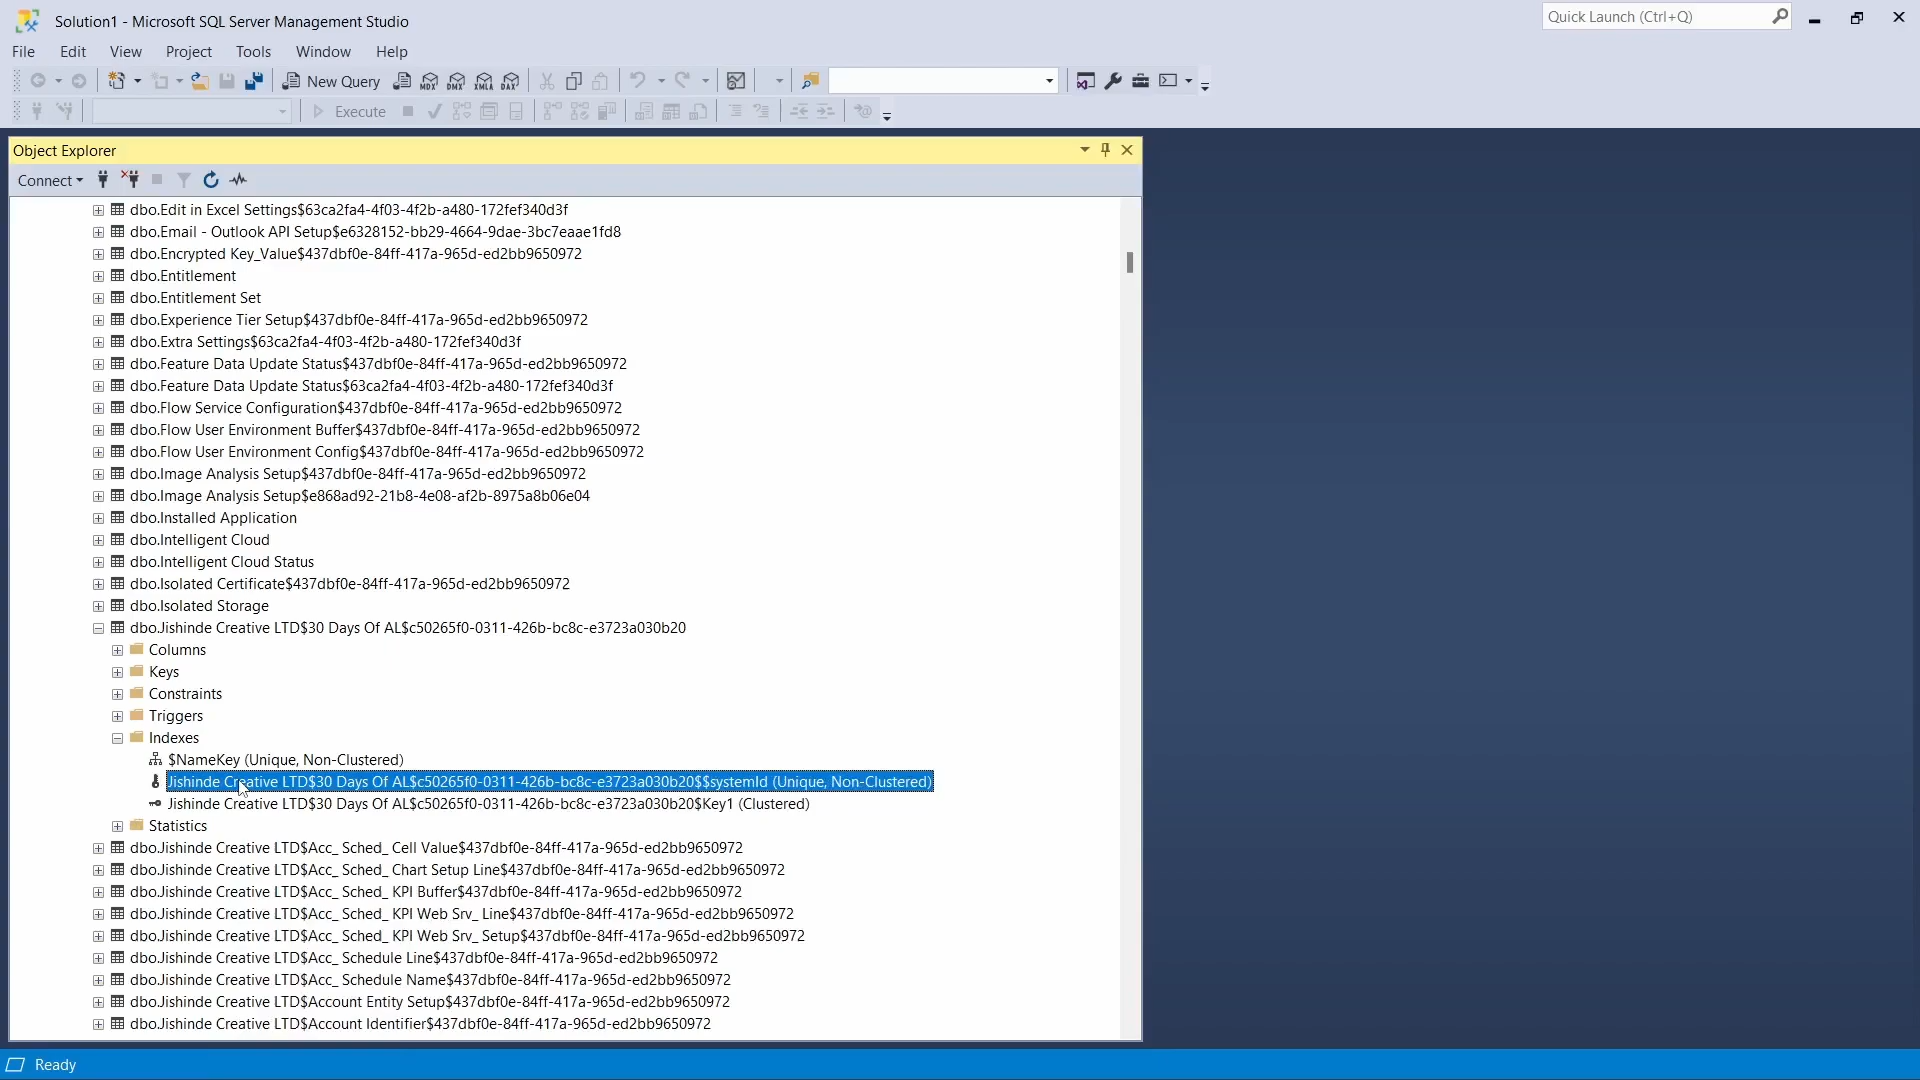 Solution1 - Microsoft SQL Server Management Studio
Quick Launch (Ctrl+Q)
File Edit View Project Tools Window Help
New Query MDX DMX XMLA DAX
Execute
Object Explorer
Connect
dbo.Edit in Excel Settings$63ca2fa4-4f03-4f2b-a480-172fef340d3f
dbo.Email - Outlook API Setup$e6328152-bb29-4664-9dae-3bc7eaae1fd8
dbo.Encrypted Key_Value$437dbf0e-84ff-417a-965d-ed2bb9650972
dbo.Entitlement
dbo.Entitlement Set
dbo.Experience Tier Setup$437dbf0e-84ff-417a-965d-ed2bb9650972
dbo.Extra Settings$63ca2fa4-4f03-4f2b-a480-172fef340d3f
dbo.Feature Data Update Status$437dbf0e-84ff-417a-965d-ed2bb9650972
dbo.Feature Data Update Status$63ca2fa4-4f03-4f2b-a480-172fef340d3f
dbo.Flow Service Configuration$437dbf0e-84ff-417a-965d-ed2bb9650972
dbo.Flow User Environment Buffer$437dbf0e-84ff-417a-965d-ed2bb9650972
dbo.Flow User Environment Config$437dbf0e-84ff-417a-965d-ed2bb9650972
dbo.Image Analysis Setup$437dbf0e-84ff-417a-965d-ed2bb9650972
dbo.Image Analysis Setup$e868ad92-21b8-4e08-af2b-8975a8b06e04
dbo.Installed Application
dbo.Intelligent Cloud
dbo.Intelligent Cloud Status
dbo.Isolated Certificate$437dbf0e-84ff-417a-965d-ed2bb9650972
dbo.Isolated Storage
dbo.Jishinde Creative LTD$30 Days Of AL$c50265f0-0311-426b-bc8c-e3723a030b20
Columns
Keys
Constraints
Triggers
Indexes
$NameKey (Unique, Non-Clustered)
Jishinde Creative LTD$30 Days Of AL$c50265f0-0311-426b-bc8c-e3723a030b20$$systemId (Unique, Non-Clustered)
Jishinde Creative LTD$30 Days Of AL$c50265f0-0311-426b-bc8c-e3723a030b20$Key1 (Clustered)
Statistics
dbo.Jishinde Creative LTD$Acc_ Sched_ Cell Value$437dbf0e-84ff-417a-965d-ed2bb9650972
dbo.Jishinde Creative LTD$Acc_ Sched_ Chart Setup Line$437dbf0e-84ff-417a-965d-ed2bb9650972
dbo.Jishinde Creative LTD$Acc_ Sched_ KPI Buffer$437dbf0e-84ff-417a-965d-ed2bb9650972
dbo.Jishinde Creative LTD$Acc_ Sched_ KPI Web Srv_ Line$437dbf0e-84ff-417a-965d-ed2bb9650972
dbo.Jishinde Creative LTD$Acc_ Sched_ KPI Web Srv_ Setup$437dbf0e-84ff-417a-965d-ed2bb9650972
dbo.Jishinde Creative LTD$Acc_ Schedule Line$437dbf0e-84ff-417a-965d-ed2bb9650972
dbo.Jishinde Creative LTD$Acc_ Schedule Name$437dbf0e-84ff-417a-965d-ed2bb9650972
dbo.Jishinde Creative LTD$Account Entity Setup$437dbf0e-84ff-417a-965d-ed2bb9650972
dbo.Jishinde Creative LTD$Account Identifier$437dbf0e-84ff-417a-965d-ed2bb9650972
Ready